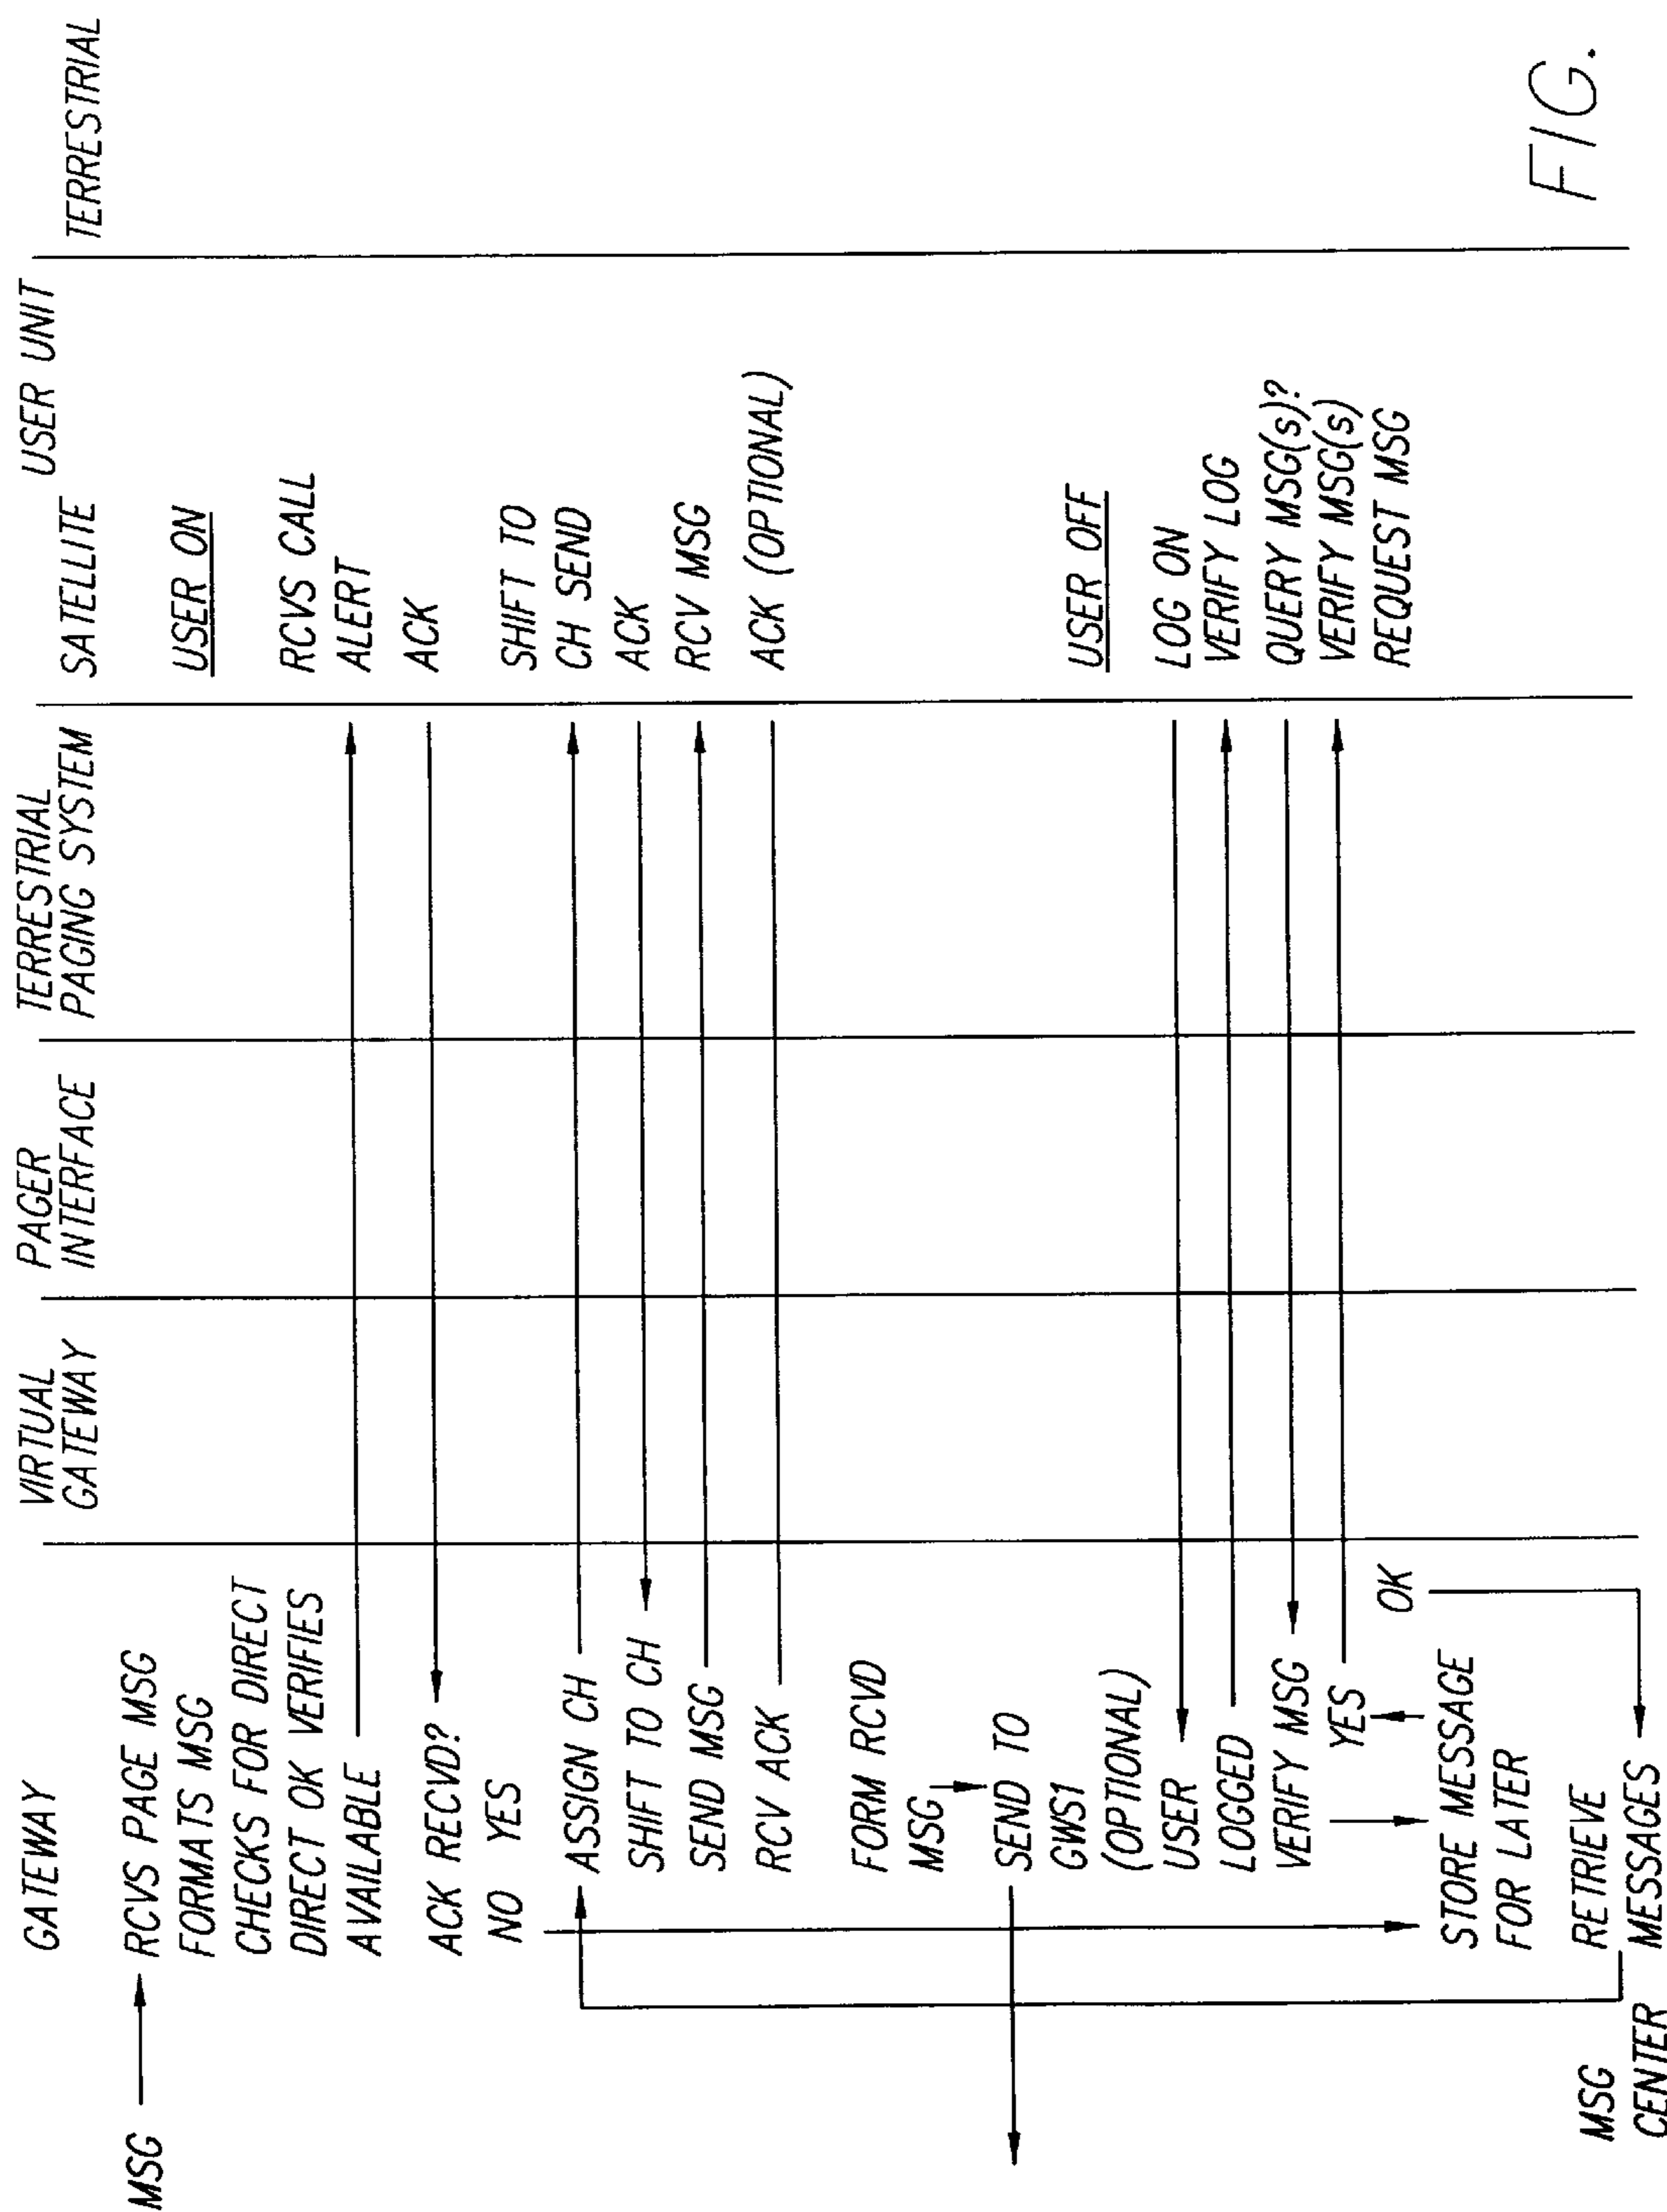 GATEWAY
VIRTUAL
GATEWAY
PAGER
INTERFACE
TERRESTRIAL
PAGING SYSTEM
USER UNIT
SATELLITE
TERRESTRIAL
MSG
RCVS PAGE MSG
FORMATS MSG
CHECKS FOR DIRECT
DIRECT OK VERIFIES
AVAILABLE
ACK RECVD?
NO YES
ASSIGN CH
SHIFT TO CH
SEND MSG
RCV ACK
FORM RCVD
MSG
SEND TO
GWS1
(OPTIONAL)
USER
LOGGED
VERIFY MSG
YES
OK
STORE MESSAGE
FOR LATER
RETRIEVE
MESSAGES
MSG
CENTER
USER ON
RCVS CALL
ALERT
ACK
SHIFT TO
CH SEND
ACK
RCV MSG
ACK (OPTIONAL)
USER OFF
LOG ON
VERIFY LOG
QUERY MSG(s)?
VERIFY MSG(s)
REQUEST MSG
FIG.